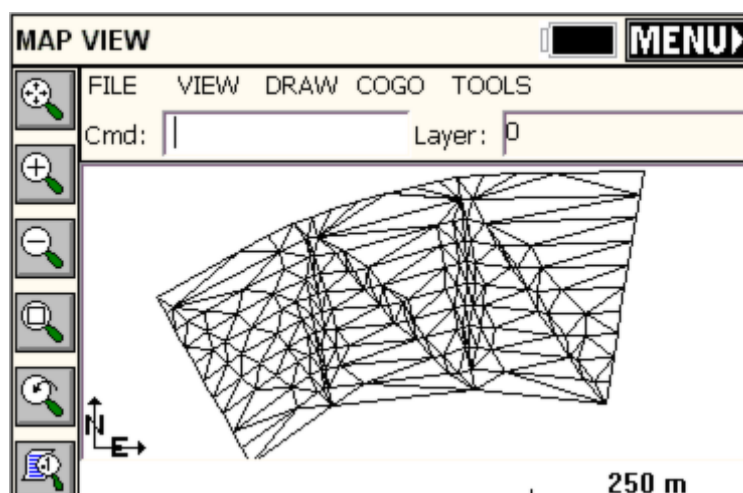 MAP VIEW MENU
FILE VIEW DRAW COGO TOOLS
Cmd: Layer: 0
N
E
250 m